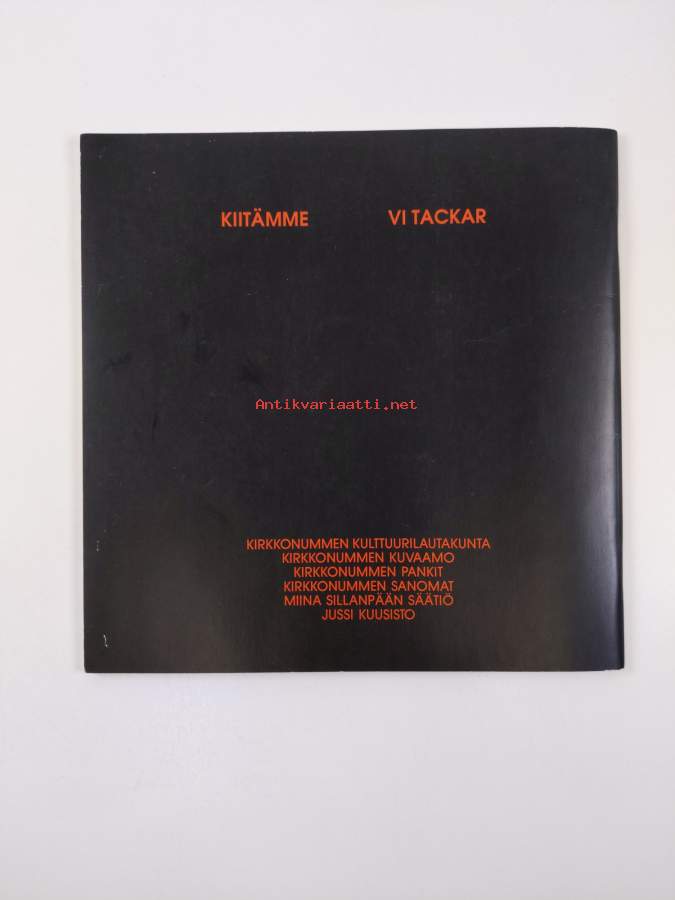 KIITÄMME VI TACKAR
Antikvariaatti.net
KIRKKONUMMEN KULTTUURILAUTAKUNTA
KIRKKONUMMEN KUVAAMO
KIRKKONUMMEN PANKIT
KIRKKONUMMEN SANOMAT
MIINA SILLANPÄÄN SÄÄTIÖ
JUSSI KUUSISTO